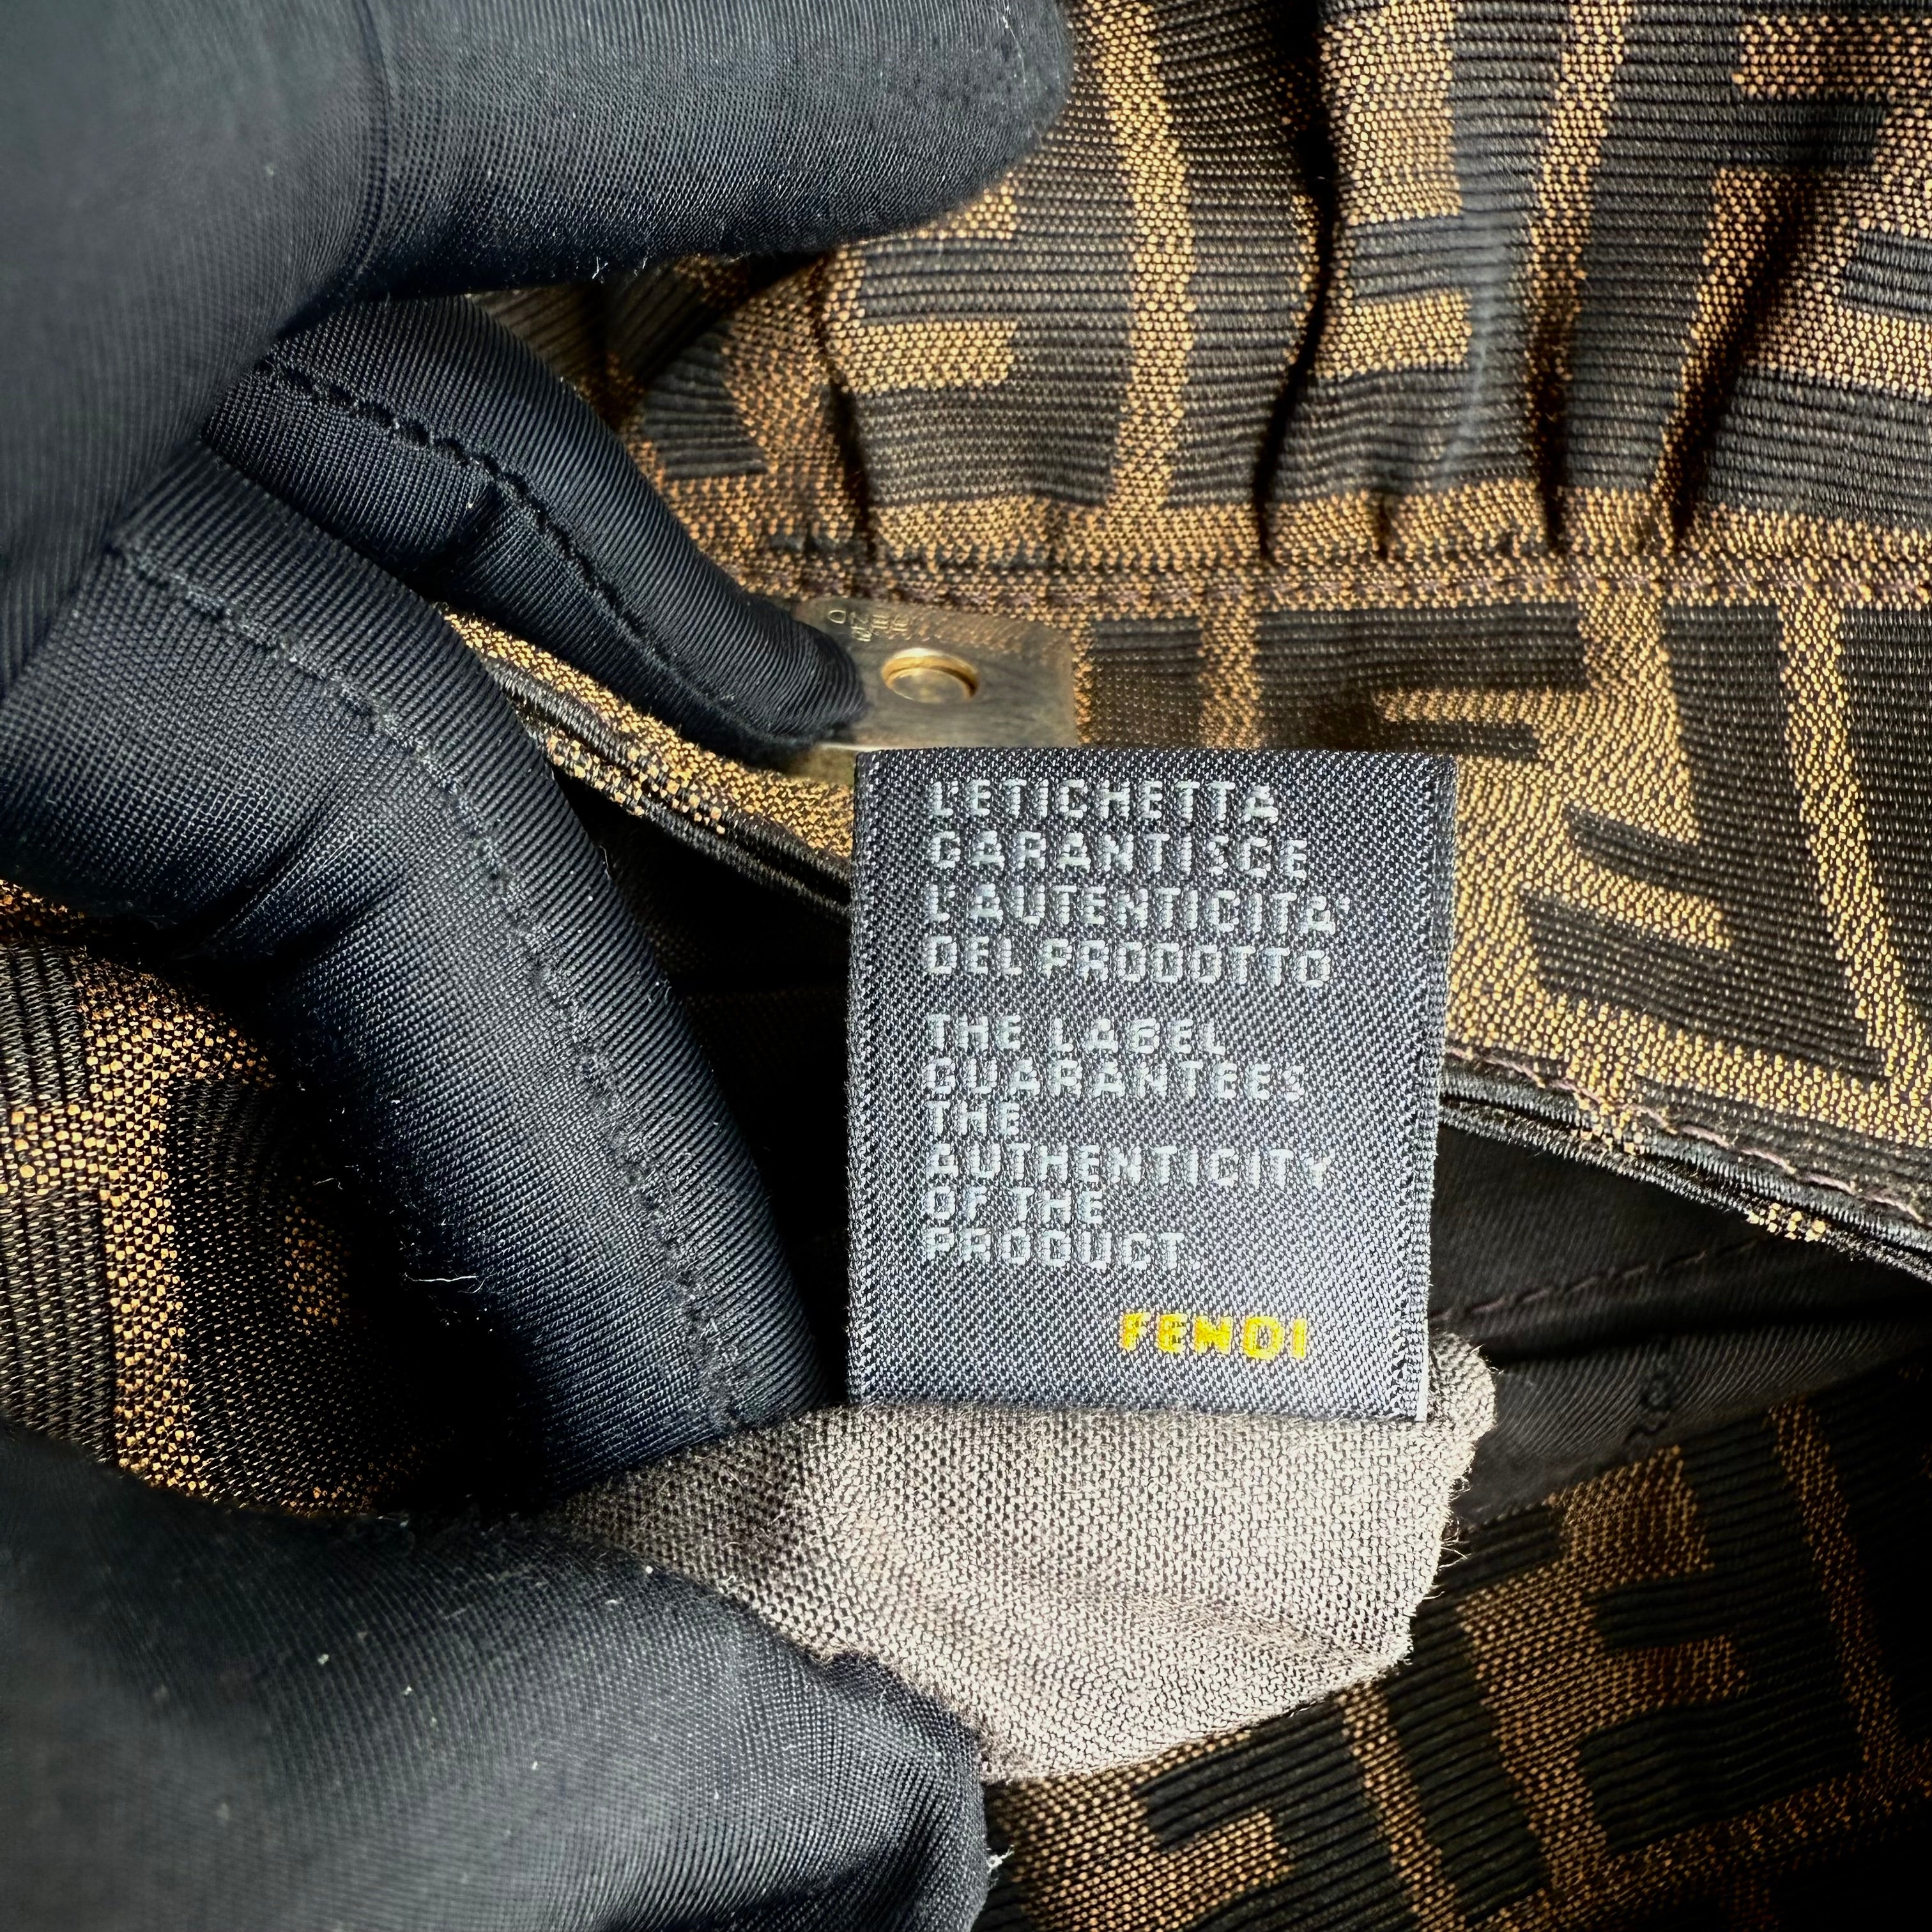 L'ETICHETTA
GARANTISCE
L'AUTENTICITA
DEL PRODOTTO
THE LABEL
GUARANTEES
THE
AUTHENTICITY
OF THE
PRODUCT.
FENDI